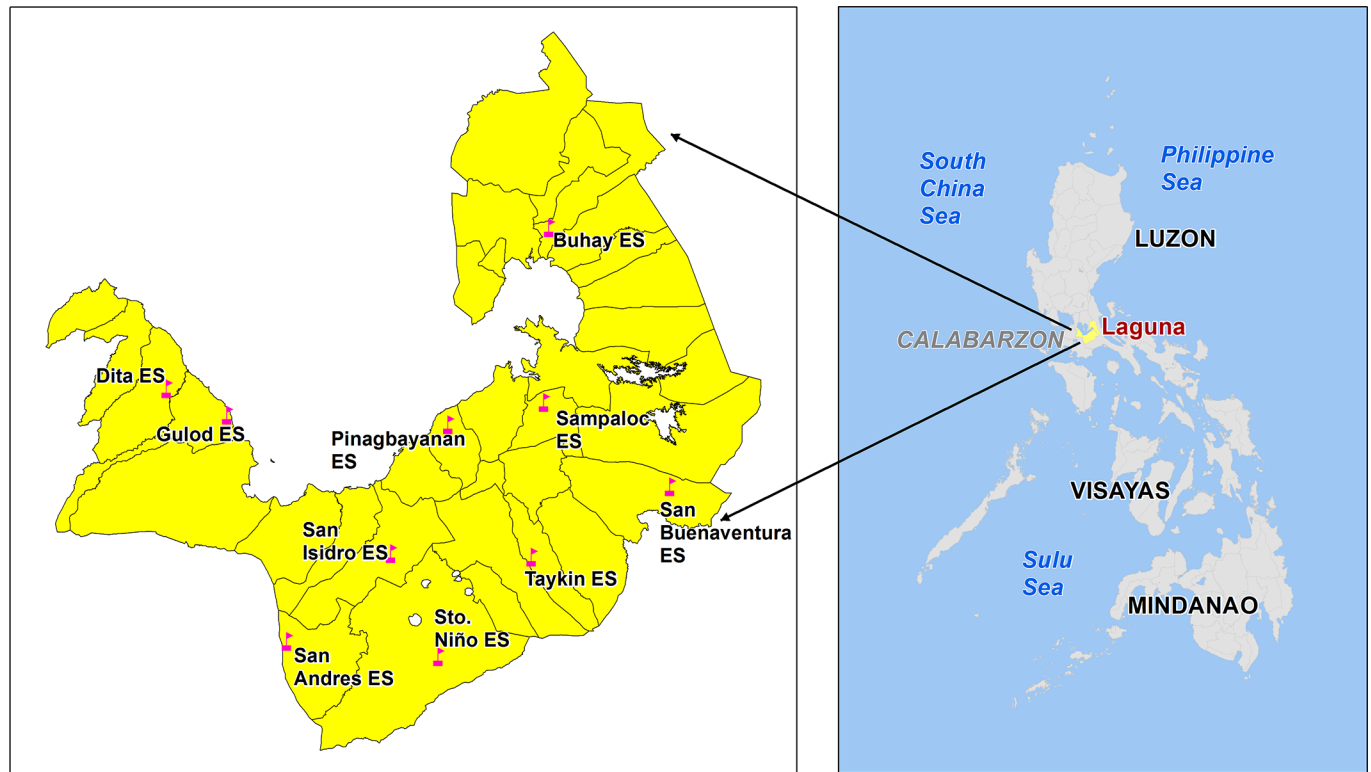 Buhay ES
Dita ES
Gulod ES
Pinagbayanan
ES
Sampaloc
ES
San
Buenaventura
ES
San
Isidro ES
Taykin ES
Sto.
Niño ES
San
Andres ES
South
China
Sea
Philippine
Sea
LUZON
CALABARZON
Laguna
VISAYAS
Sulu
Sea
MINDANAO